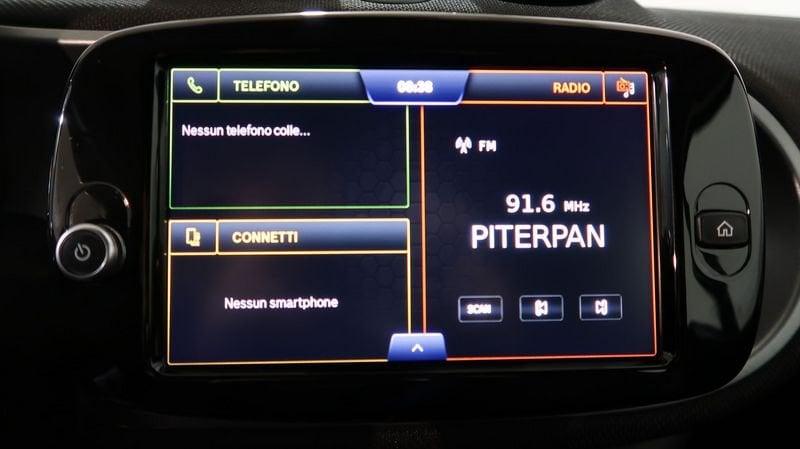 TELEFONO
RADIO
Nessun telefono colle...
FM
91.6 MHz
PITERPAN
CONNETTI
Nessun smartphone
SCAN